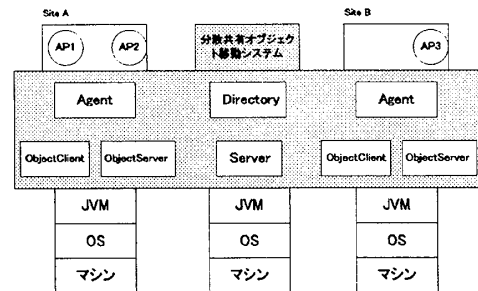 Site A
Site B
AP1
AP2
分散共有オブジェク
ト移動システム
AP3
Agent
Directory
Agent
ObjectClient
ObjectServer
Server
ObjectClient
ObjectServer
JVM
JVM
JVM
OS
OS
OS
マシン
マシン
マシン